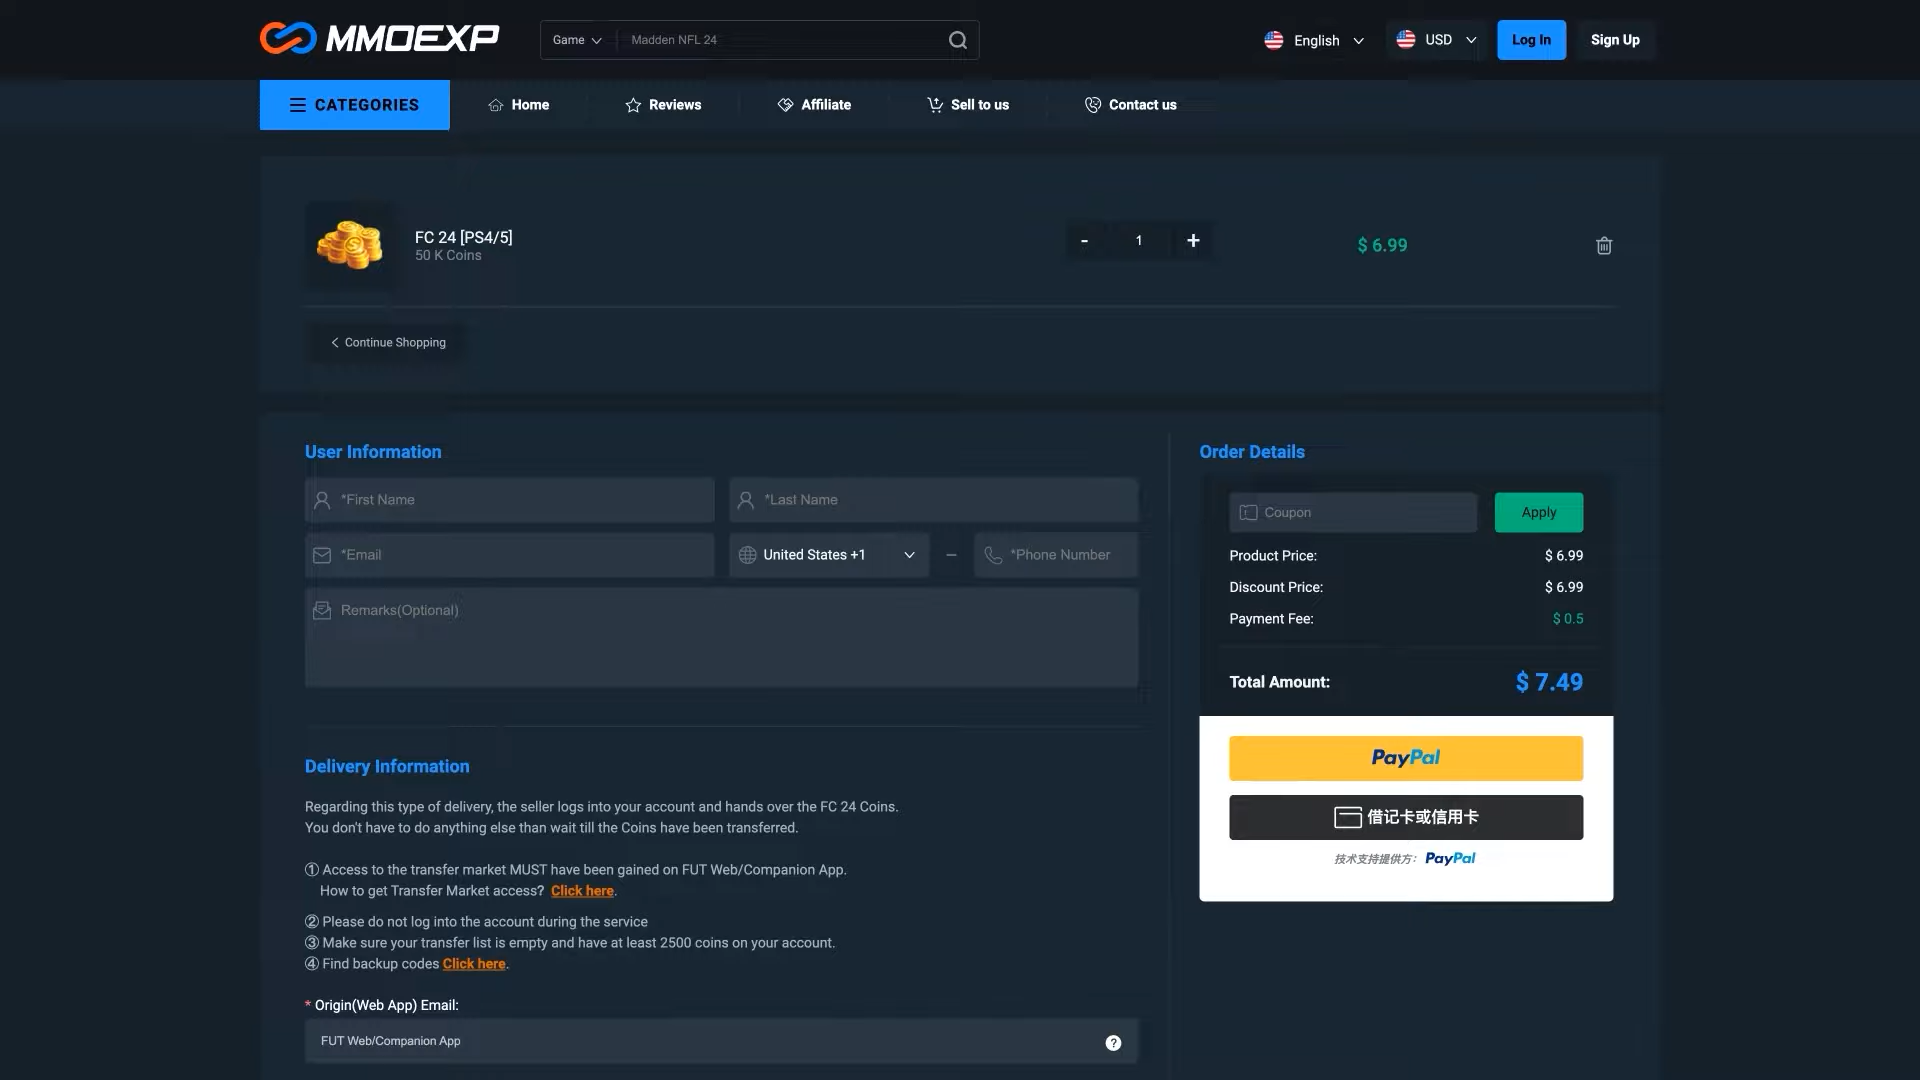 MMOEXP
Game
Madden NFL 24
English
USD
Log In
Sign Up
CATEGORIES
Home
Reviews
Affiliate
Sell to us
Contact us
FC 24 [PS4/5]
50 K Coins
-
1
+
$ 6.99
Continue Shopping
User Information
*First Name
*Last Name
*Email
United States +1
*Phone Number
Remarks(Optional)
Delivery Information
Regarding this type of delivery, the seller logs into your account and hands over the FC 24 Coins.
You don't have to do anything else than wait till the Coins have been transferred.
① Access to the transfer market MUST have been gained on FUT Web/Companion App.
How to get Transfer Market access? Click here.
② Please do not log into the account during the service
③ Make sure your transfer list is empty and have at least 2500 coins on your account.
④ Find backup codes Click here.
* Origin(Web App) Email:
FUT Web/Companion App
?
Order Details
Coupon
Apply
Product Price: $ 6.99
Discount Price: $ 6.99
Payment Fee: $ 0.5
Total Amount: $ 7.49
PayPal
借记卡或信用卡
技术支持提供方: PayPal